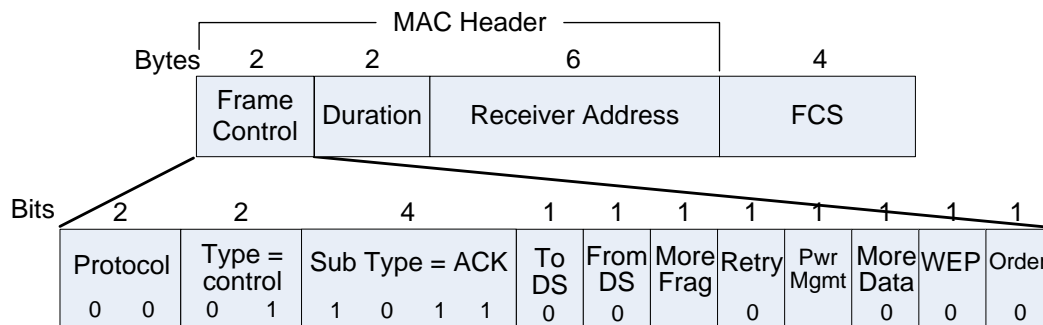 MAC Header
Bytes 2 2 6 4
Frame Control Duration Receiver Address FCS
Bits 2 2 4 1 1 1 1 1 1 1 1
Protocol Type = control Sub Type = ACK To DS From DS More Frag Retry Pwr Mgmt More Data WEP Order
0 0 0 1 1 0 1 1 0 0 0 0 0 0